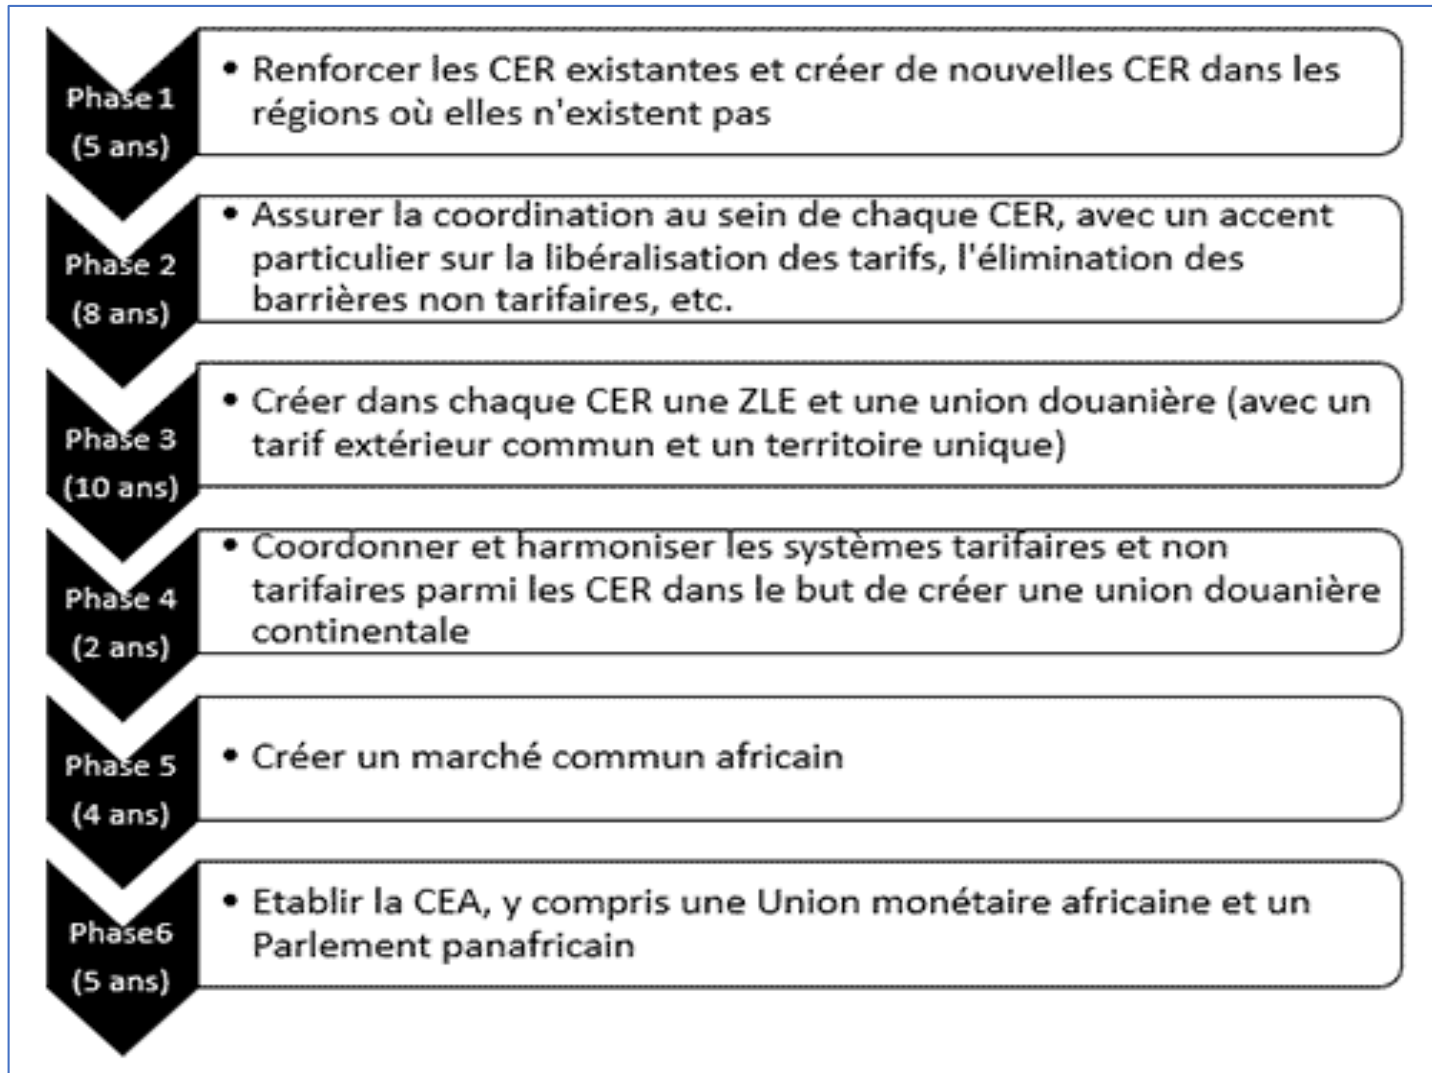 Phase 1
(5 ans)
• Renforcer les CER existantes et créer de nouvelles CER dans les
régions où elles n'existent pas
Phase 2
(8 ans)
• Assurer la coordination au sein de chaque CER, avec un accent
particulier sur la libéralisation des tarifs, l'élimination des
barrières non tarifaires, etc.
Phase 3
(10 ans)
• Créer dans chaque CER une ZLE et une union douanière (avec un
tarif extérieur commun et un territoire unique)
Phase 4
(2 ans)
• Coordonner et harmoniser les systèmes tarifaires et non
tarifaires parmi les CER dans le but de créer une union douanière
continentale
Phase 5
(4 ans)
• Créer un marché commun africain
Phase6
(5 ans)
• Etablir la CEA, y compris une Union monétaire africaine et un
Parlement panafricain